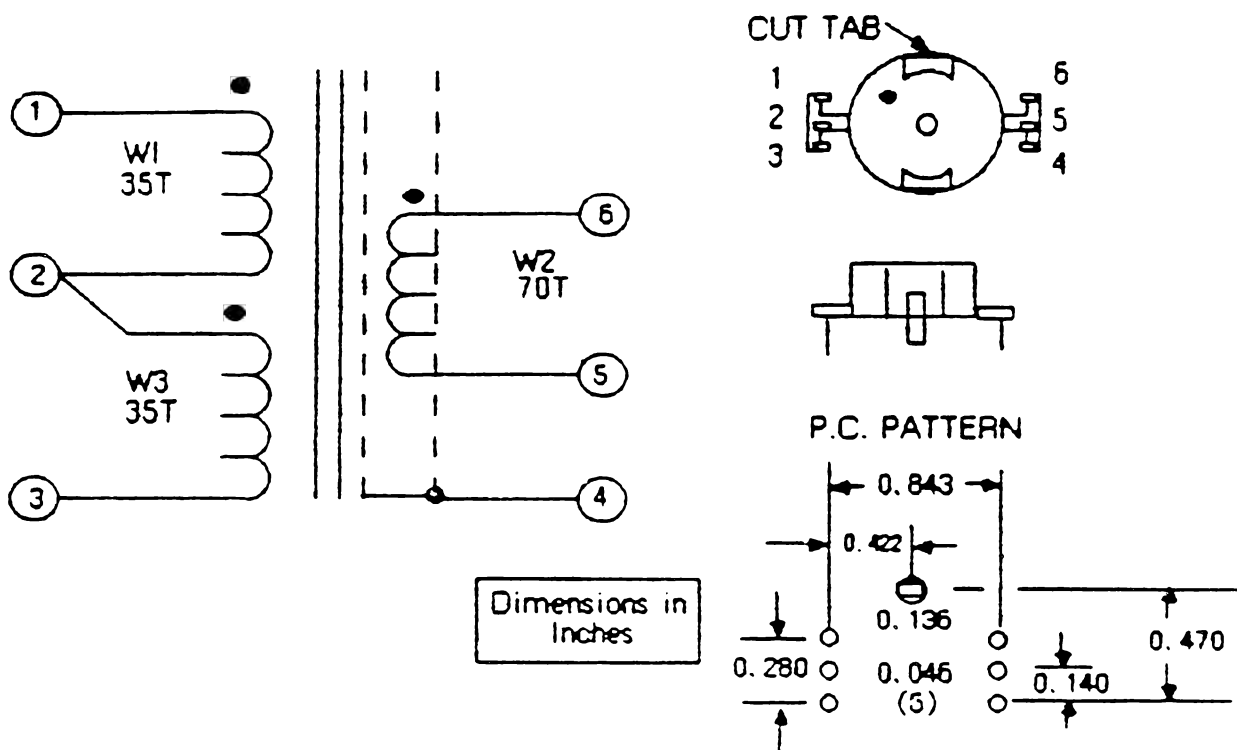 CUT TAB
1
2
3
6
5
4
1
W1
35T
2
W3
35T
3
6
W2
70T
5
4
P.C. PATTERN
0.843
0.422
0.136
0.280
0.046
(6)
0.140
0.470
Dimensions in
Inches